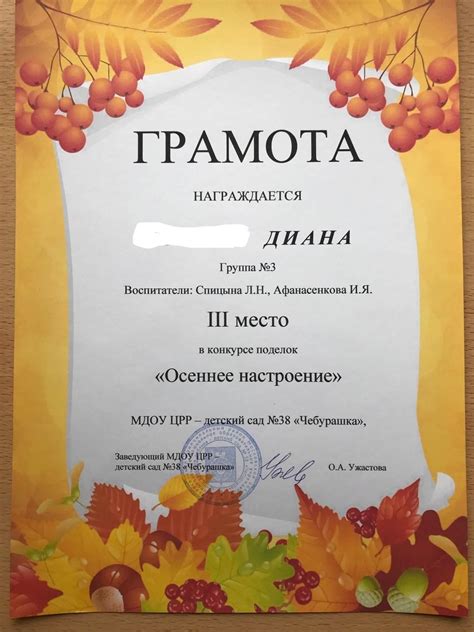 ГРАМОТА
НАГРАЖДАЕТСЯ
ДИАНА
Группа №3
Воспитатели: Спицына Л.Н., Афанасенкова И.Я.
III место
в конкурсе поделок
«Осеннее настроение»
МДОУ ЦРР – детский сад №38 «Чебурашка»,
Заведующий МДОУ ЦРР –
детский сад №38 «Чебурашка»
О.А. Ужастова